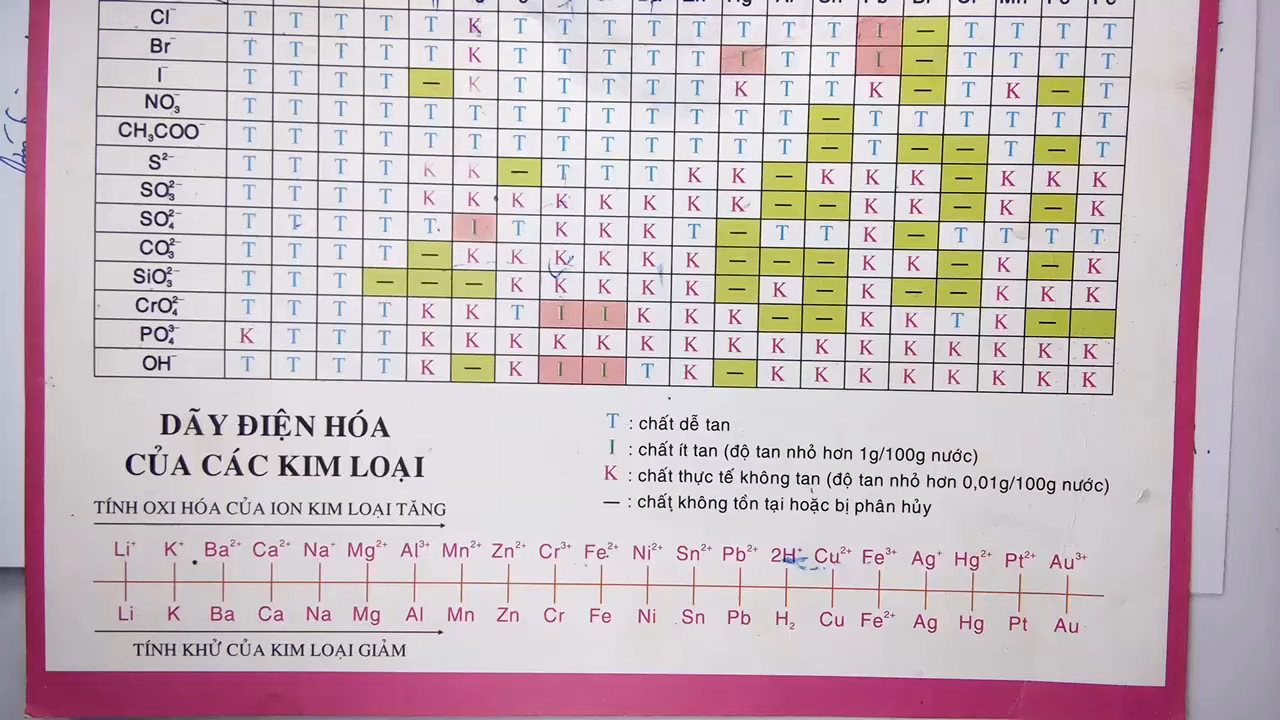 Cl⁻ T T T T T K T T T T T T T T I — T T T T
Br⁻ T T T T T K T T T T T I T T I — T T T T
I⁻ T T T T — K T T T T T K T T K — T K — T
NO₃⁻ T T T T T T T T T T T T T — T T T T T T
CH₃COO⁻ T T T T T T T T T T T T T — T — — T — T
S²⁻ T T T T K K — T T T K K — K K K — K K K
SO₃²⁻ T T T T K K K K K K K K — — K K — K — K
SO₄²⁻ T T T T T I T K K K T — T T K — T T T T
CO₃²⁻ T T T T — K K K K K K — — — K K — K — K
SiO₃²⁻ T T T — — — K K K K K — K — K — — K K K
CrO₄²⁻ T T T T K K T I I K K K — — K K T K —
PO₄³⁻ K T T T K K K K K K K K K K K K K K K K
OH⁻ T T T T K — K I I T K — K K K K K K K K
DÃY ĐIỆN HÓA
CỦA CÁC KIM LOẠI
T : chất dễ tan
I : chất ít tan (độ tan nhỏ hơn 1g/100g nước)
K : chất thực tế không tan (độ tan nhỏ hơn 0,01g/100g nước)
— : chất không tồn tại hoặc bị phân hủy
TÍNH OXI HÓA CỦA ION KIM LOẠI TĂNG
Li⁺ K⁺ Ba²⁺ Ca²⁺ Na⁺ Mg²⁺ Al³⁺ Mn²⁺ Zn²⁺ Cr³⁺ Fe²⁺ Ni²⁺ Sn²⁺ Pb²⁺ 2H⁺ Cu²⁺ Fe³⁺ Ag⁺ Hg²⁺ Pt²⁺ Au³⁺
Li K Ba Ca Na Mg Al Mn Zn Cr Fe Ni Sn Pb H₂ Cu Fe²⁺ Ag Hg Pt Au
TÍNH KHỬ CỦA KIM LOẠI GIẢM